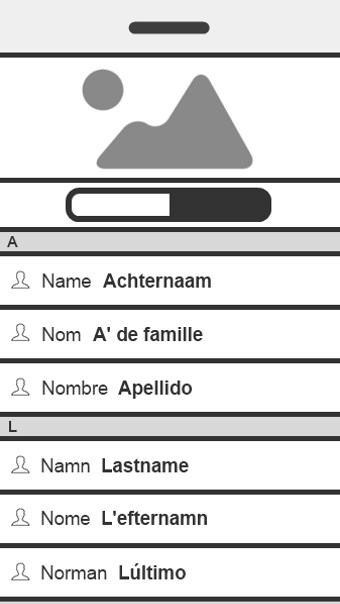 A
Name Achternaam
Nom A' de famille
Nombre Apellido
L
Namn Lastname
Nome L'efternamn
Norman Lúltimo